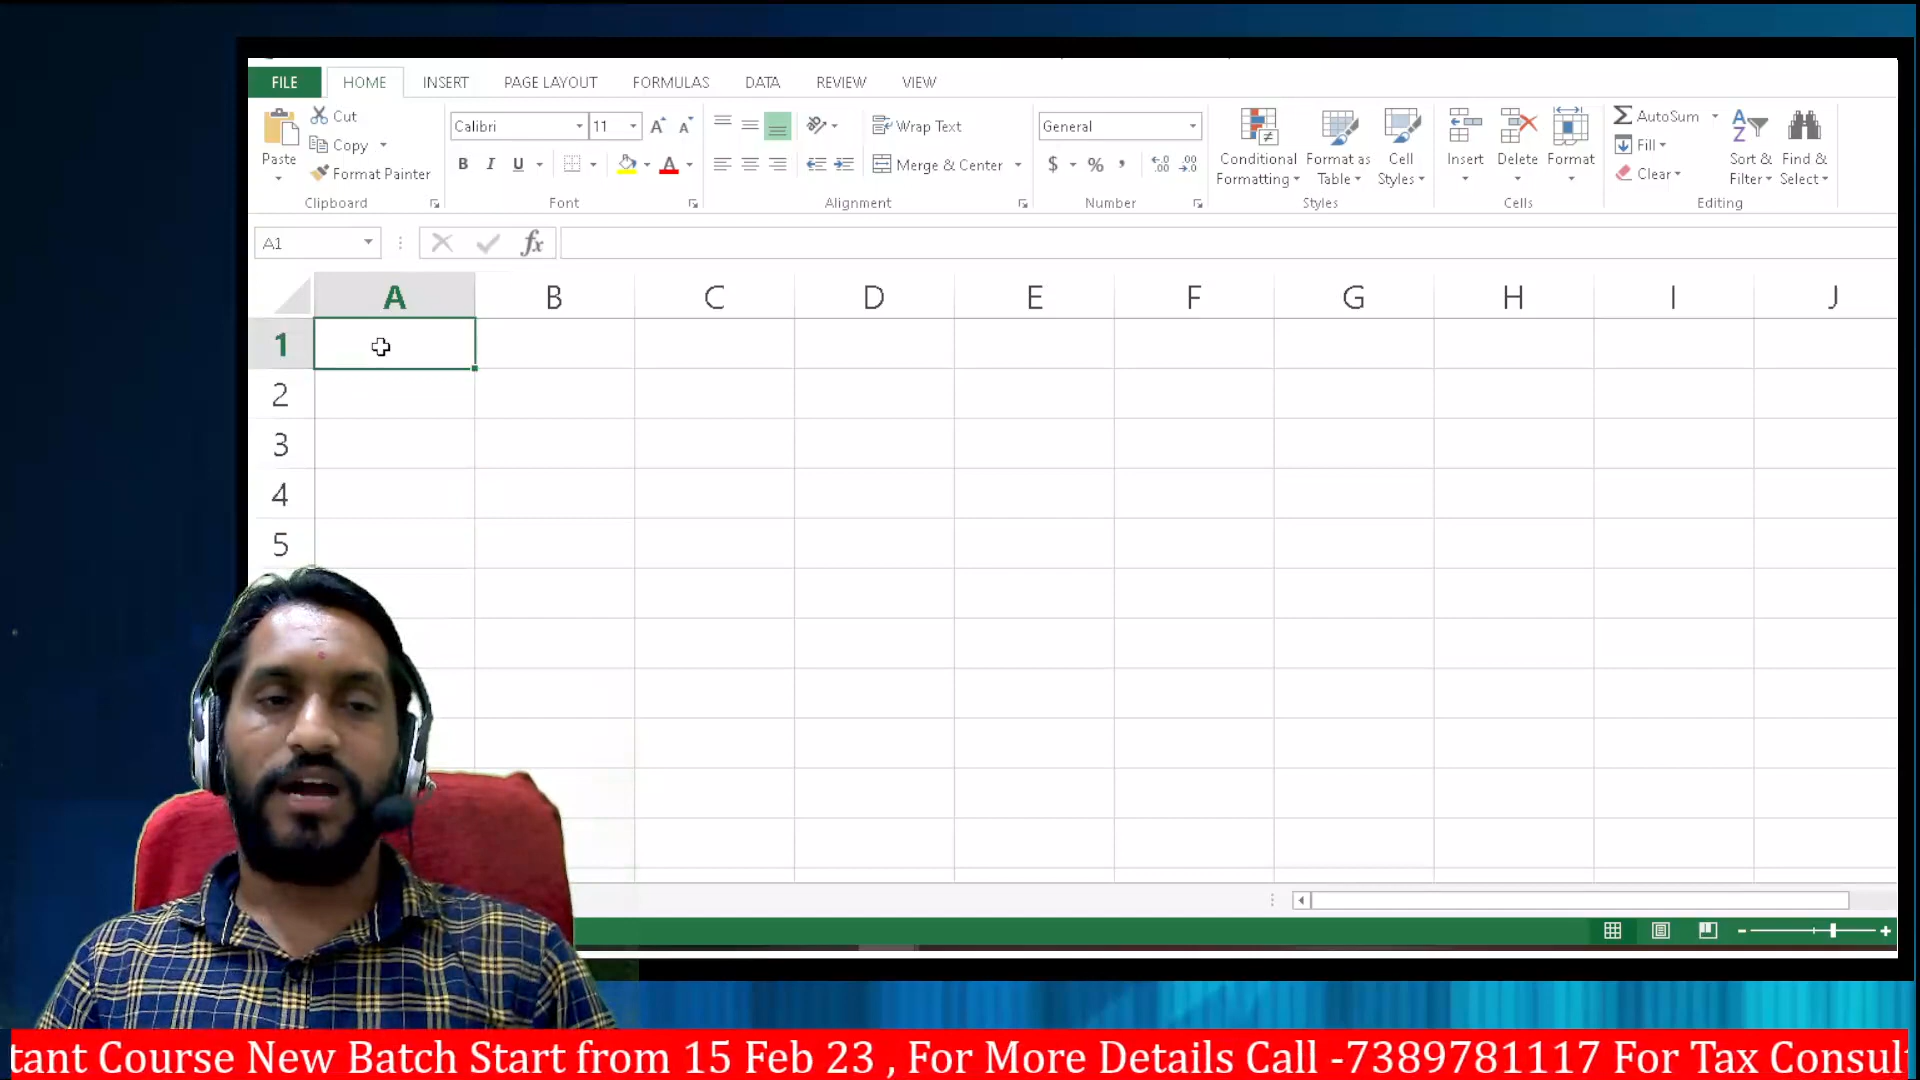 FILE HOME INSERT PAGE LAYOUT FORMULAS DATA REVIEW VIEW
Paste
Cut
Copy
Format Painter
Clipboard
Calibri 11
B I U
Font
Wrap Text
Merge & Center
Alignment
General
$ % ,
Number
Conditional Formatting
Format as Table
Cell Styles
Styles
Insert
Delete
Format
Cells
AutoSum
Fill
Clear
Sort & Filter
Find & Select
Editing
A1
fx
A B C D E F G H I J
1
2
3
4
5
tant Course New Batch Start from 15 Feb 23 , For More Details Call -7389781117 For Tax Consul